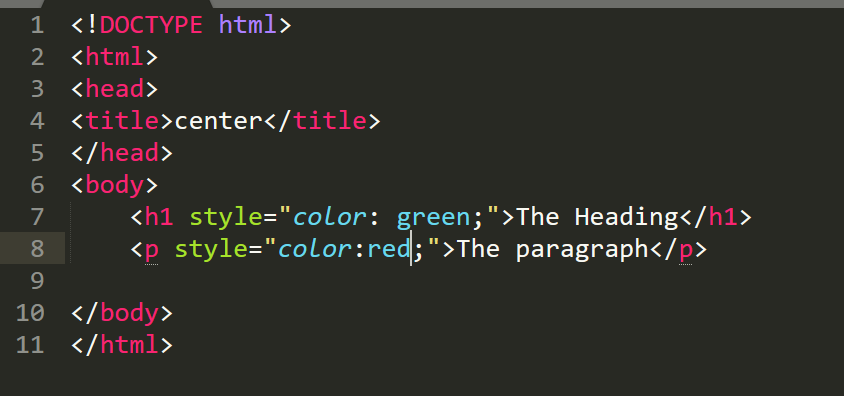 1 <!DOCTYPE html>
2 <html>
3 <head>
4 <title>center</title>
5 </head>
6 <body>
7     <h1 style="color: green;">The Heading</h1>
8     <p style="color:red;">The paragraph</p>
9
10 </body>
11 </html>